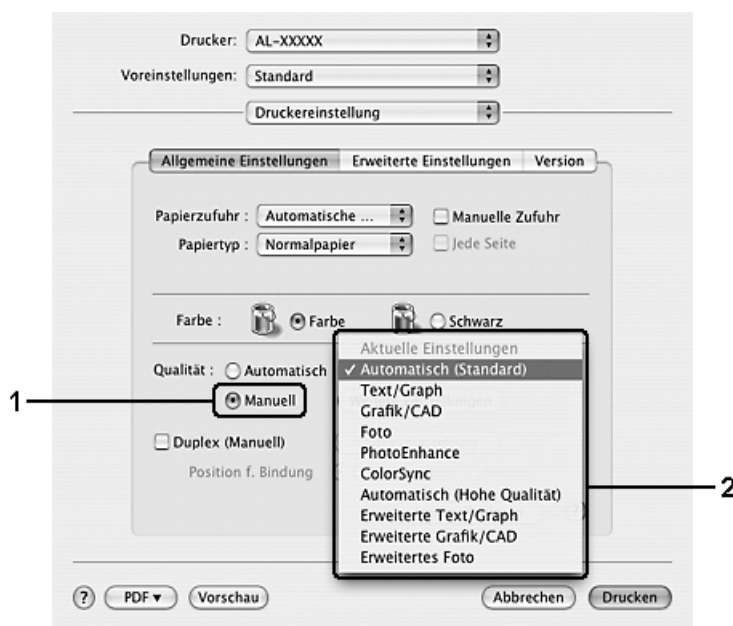 Drucker: AL-XXXXX
Voreinstellungen: Standard
Druckereinstellung
Allgemeine Einstellungen Erweiterte Einstellungen Version
Papierzufuhr : Automatische ... Manuelle Zufuhr
Papiertyp : Normalpapier Jede Seite
Farbe : Farbe Schwarz
Qualität : Automatisch
1 Manuell
Duplex (Manuell)
Position f. Bindung
Aktuelle Einstellungen
✓ Automatisch (Standard)
Text/Graph
Grafik/CAD
Foto
PhotoEnhance
ColorSync
Automatisch (Hohe Qualität)
Erweiterte Text/Graph
Erweiterte Grafik/CAD
Erweitertes Foto
2
? PDF ▼ Vorschau Abbrechen Drucken